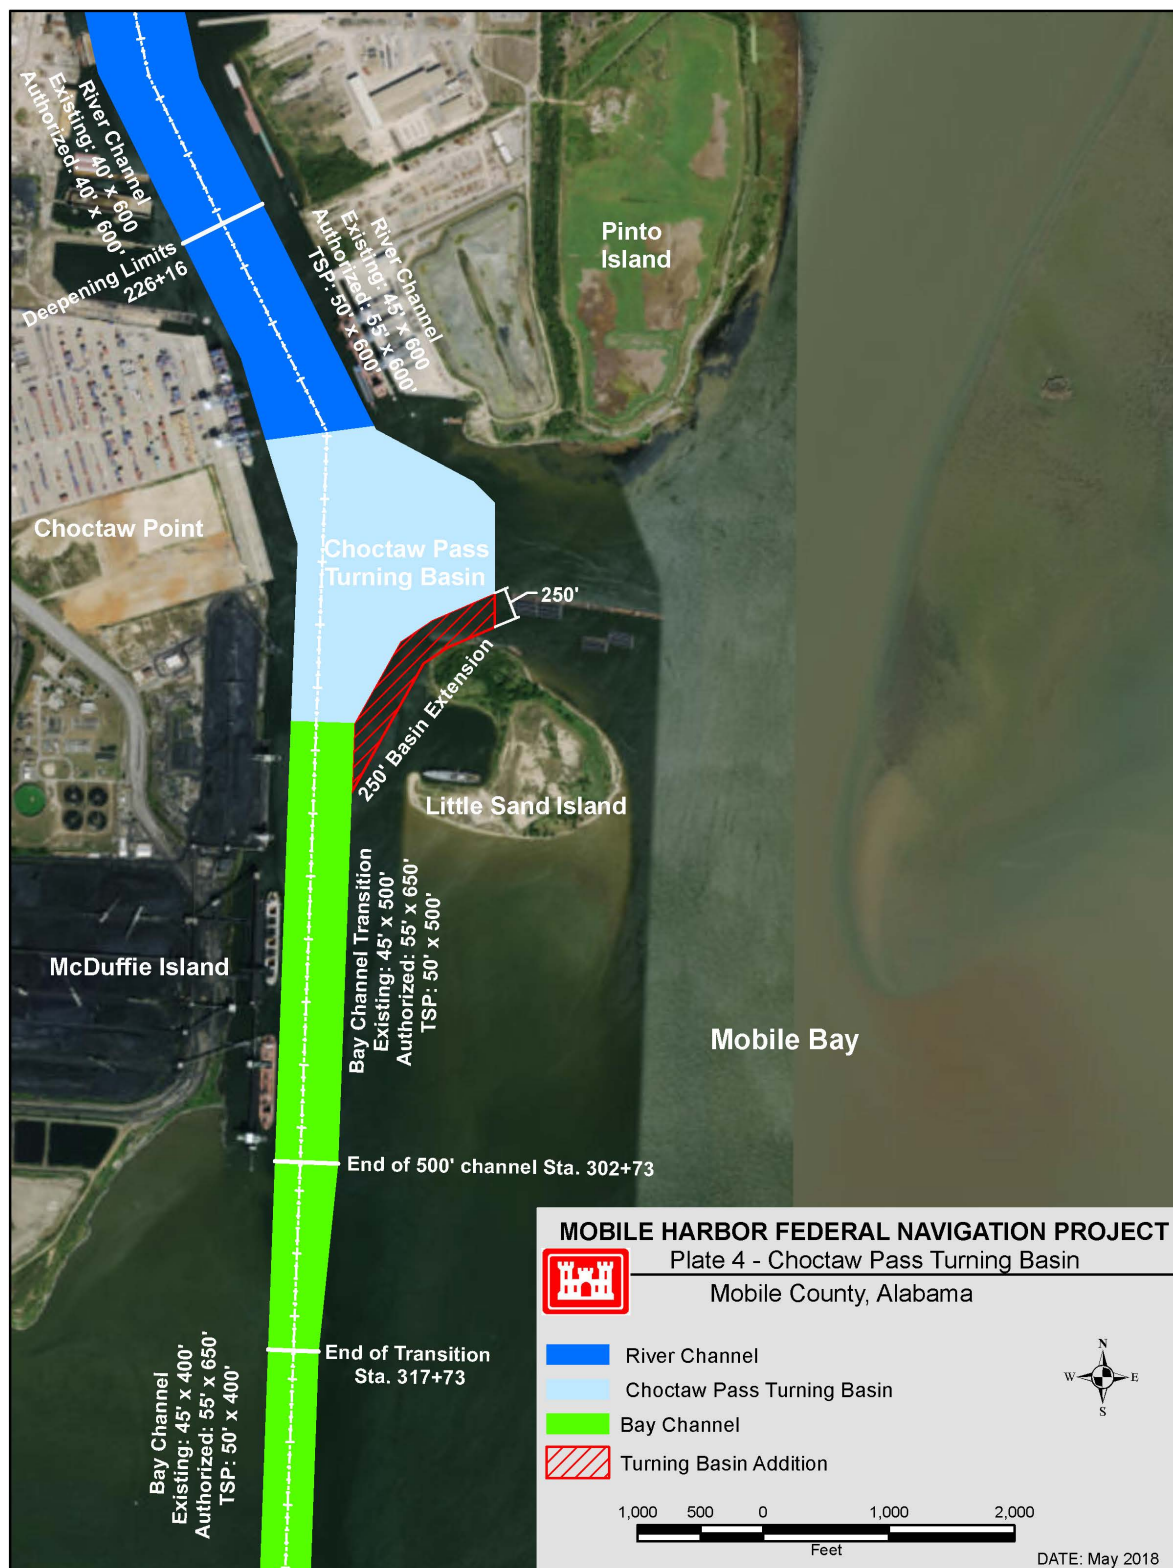 River Channel
Existing: 40' x 600
Authorized: 40' x 600'
Deepening Limits
226+16
River Channel
Existing: 45' x 600
Authorized: 55' x 600'
TSP: 50' x 600'
Pinto
Island
Choctaw Point
Choctaw Pass
Turning Basin
250'
250' Basin Extension
Little Sand Island
Bay Channel Transition
Existing: 45' x 500'
Authorized: 55' x 650'
TSP: 50' x 500'
McDuffie Island
Mobile Bay
End of 500' channel Sta. 302+73
End of Transition
Sta. 317+73
Bay Channel
Existing: 45' x 400'
Authorized: 55' x 650'
TSP: 50' x 400'
MOBILE HARBOR FEDERAL NAVIGATION PROJECT
Plate 4 - Choctaw Pass Turning Basin
Mobile County, Alabama
River Channel
Choctaw Pass Turning Basin
Bay Channel
Turning Basin Addition
N
W E
S
1,000 500 0 1,000 2,000
Feet
DATE: May 2018